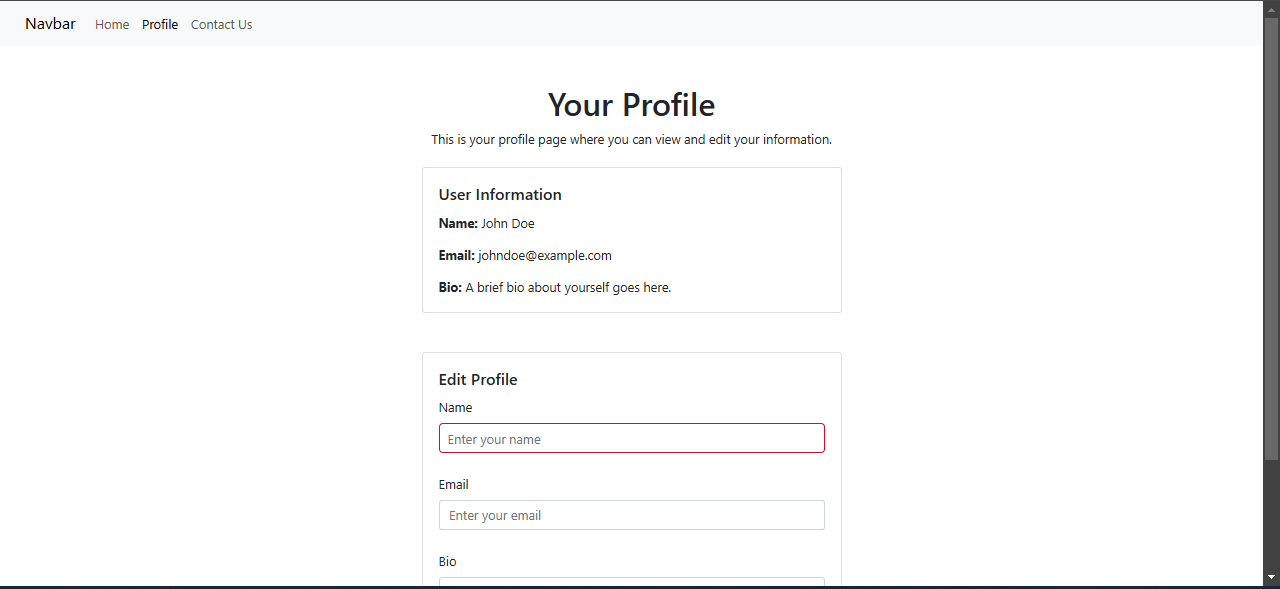 Navbar Home Profile Contact Us
Your Profile
This is your profile page where you can view and edit your information.
User Information
Name: John Doe
Email: johndoe@example.com
Bio: A brief bio about yourself goes here.
Edit Profile
Name
Enter your name
Email
Enter your email
Bio